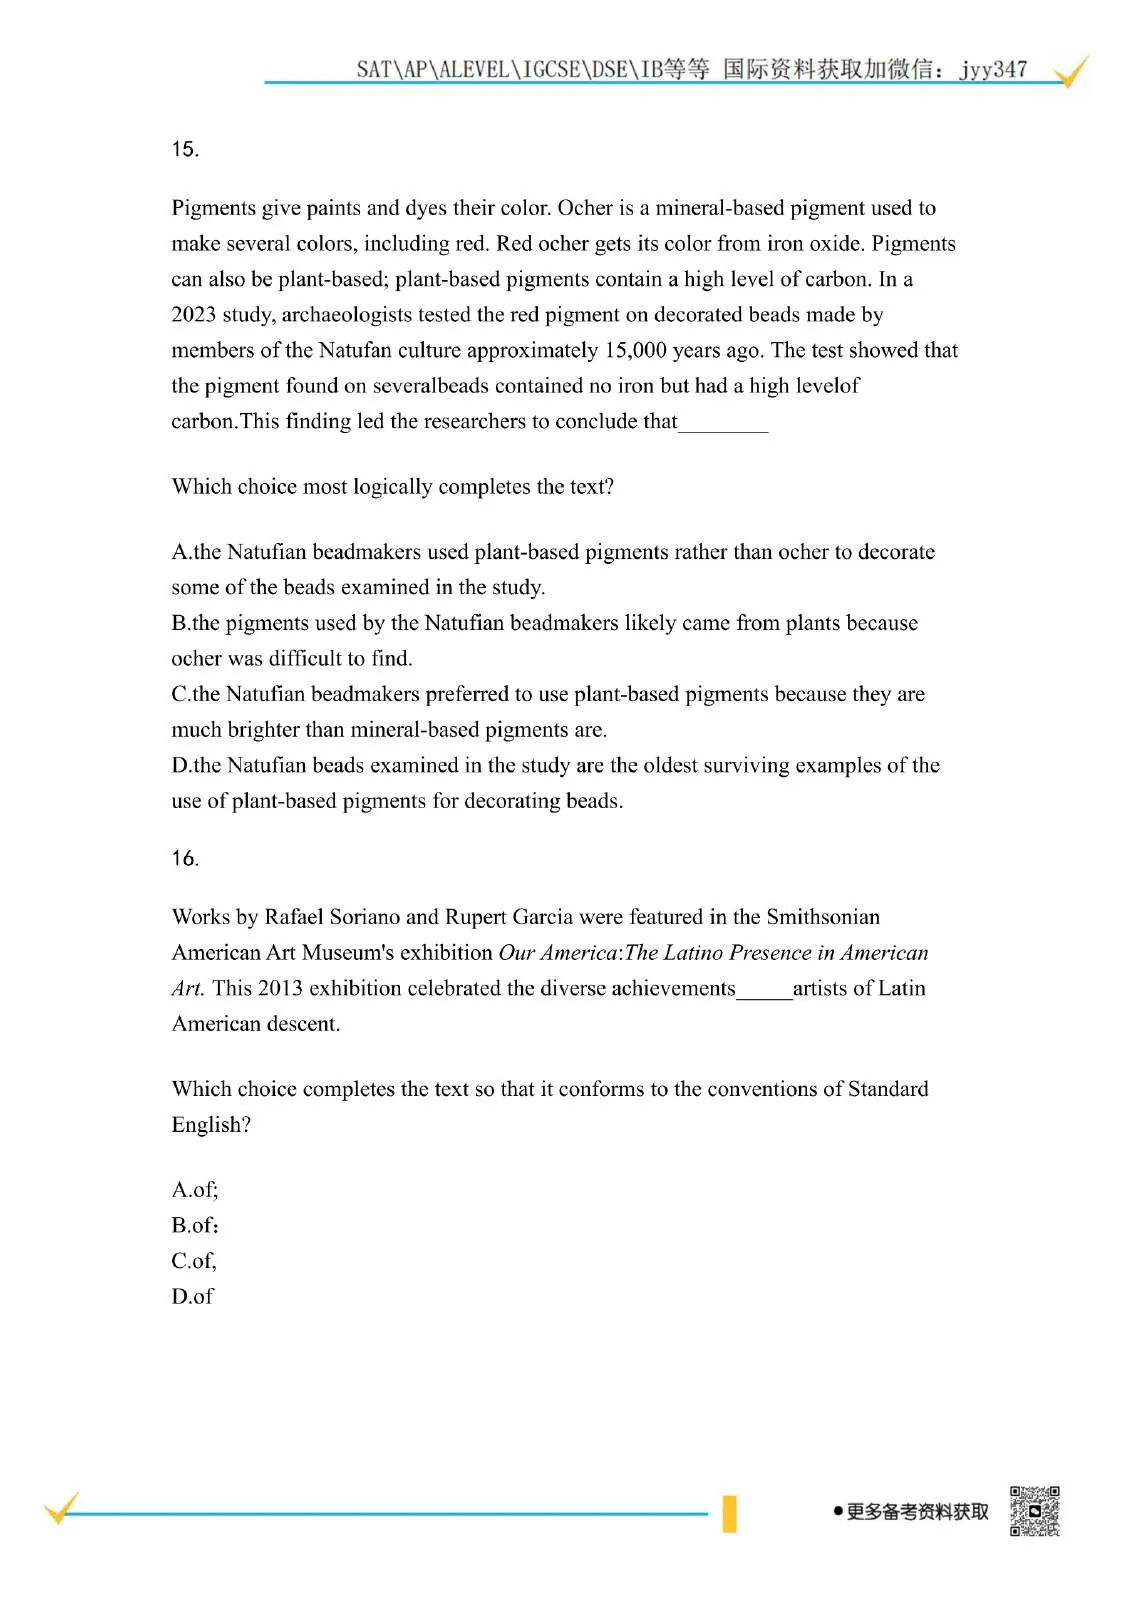 SAT\AP\ALEVEL\IGCSE\DSE\IB等等 国际资料获取加微信：jyy347
15.
Pigments give paints and dyes their color. Ocher is a mineral-based pigment used to
make several colors, including red. Red ocher gets its color from iron oxide. Pigments
can also be plant-based; plant-based pigments contain a high level of carbon. In a
2023 study, archaeologists tested the red pigment on decorated beads made by
members of the Natufan culture approximately 15,000 years ago. The test showed that
the pigment found on severalbeads contained no iron but had a high levelof
carbon.This finding led the researchers to conclude that________
Which choice most logically completes the text?
A.the Natufian beadmakers used plant-based pigments rather than ocher to decorate
some of the beads examined in the study.
B.the pigments used by the Natufian beadmakers likely came from plants because
ocher was difficult to find.
C.the Natufian beadmakers preferred to use plant-based pigments because they are
much brighter than mineral-based pigments are.
D.the Natufian beads examined in the study are the oldest surviving examples of the
use of plant-based pigments for decorating beads.
16.
Works by Rafael Soriano and Rupert Garcia were featured in the Smithsonian
American Art Museum's exhibition Our America:The Latino Presence in American
Art. This 2013 exhibition celebrated the diverse achievements_____artists of Latin
American descent.
Which choice completes the text so that it conforms to the conventions of Standard
English?
A.of;
B.of：
C.of,
D.of
●更多备考资料获取